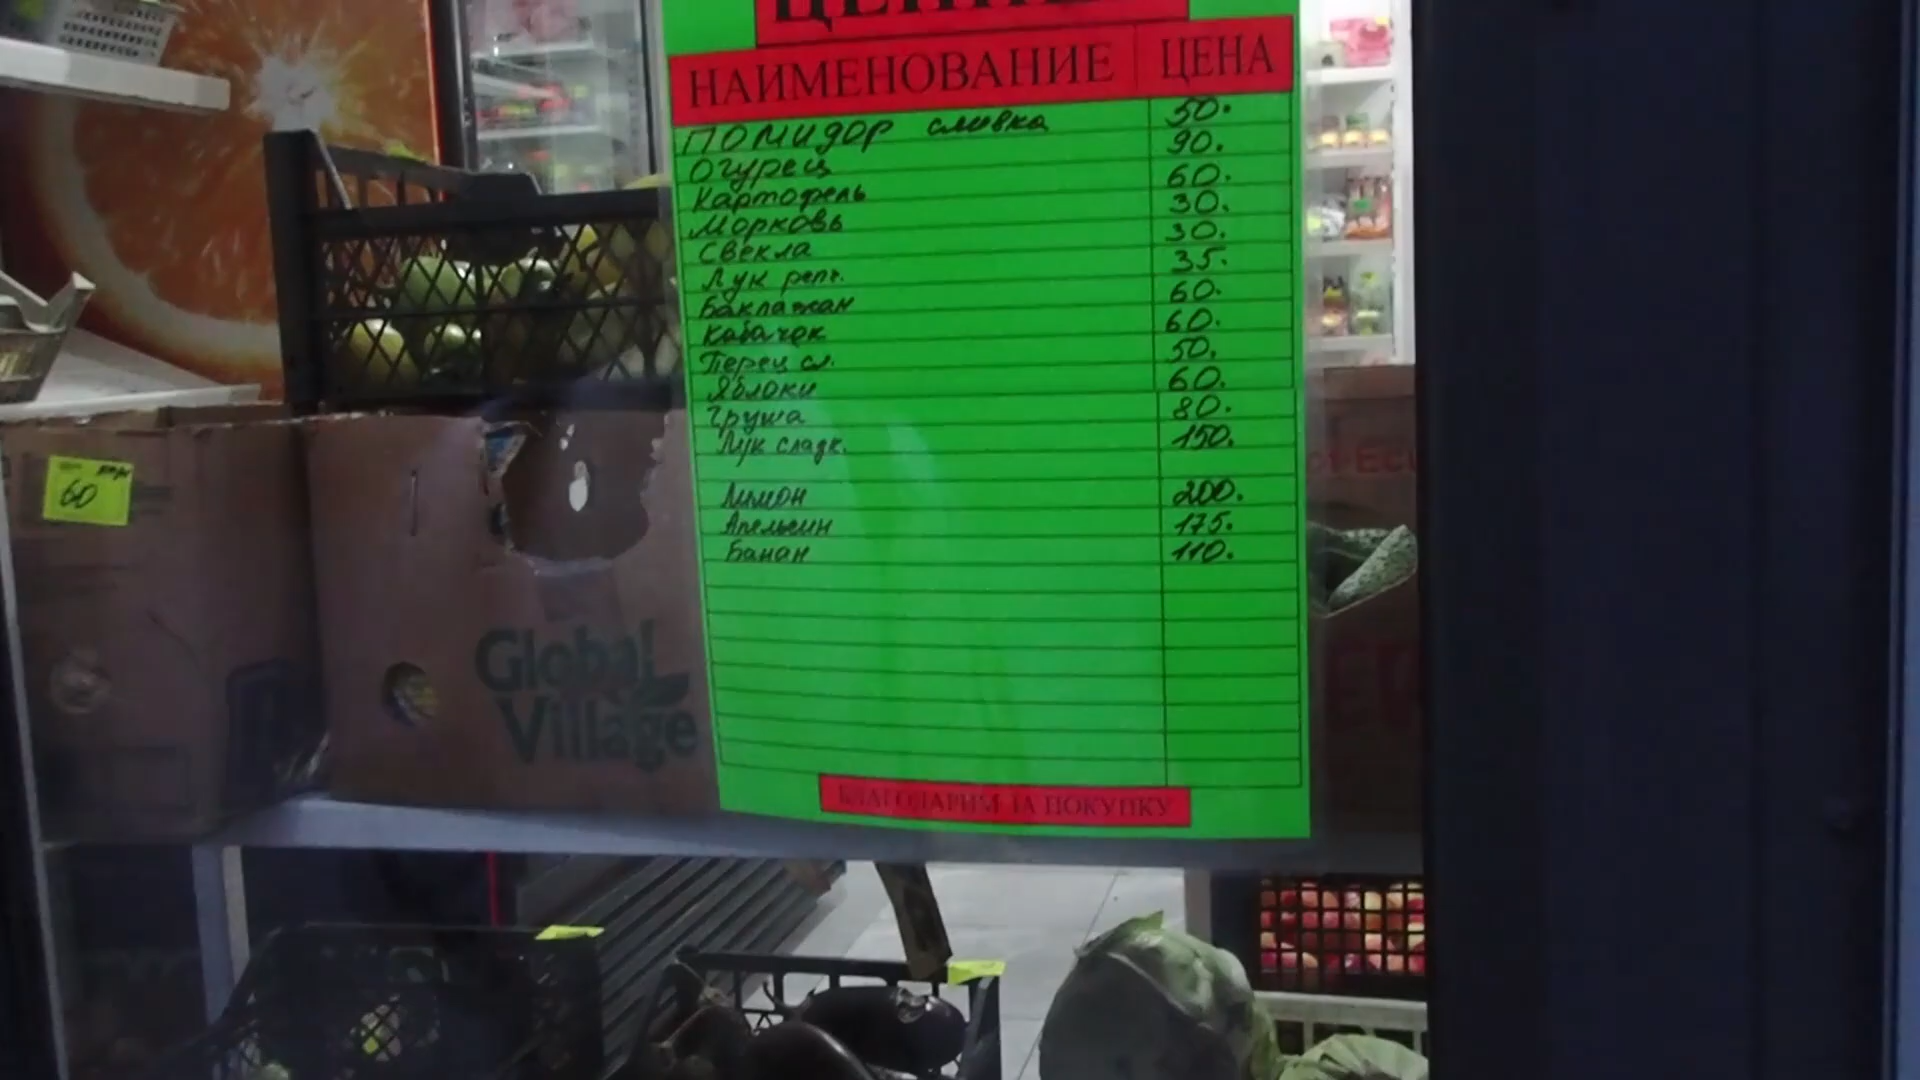 НАИМЕНОВАНИЕ ЦЕНА
ПОМИДОР сливка 50.
Огурец 90.
Картофель 60.
Морковь 30.
Свекла 30.
Лук реп. 35.
Баклажан 60.
Кабачок 60.
Перец сл. 50.
Яблоки 60.
Груша 80.
Лук сладк. 150.
Лимон 200.
Апельсин 175.
Банан 110.
БЛАГОДАРИМ ЗА ПОКУПКУ
60
Global
Village